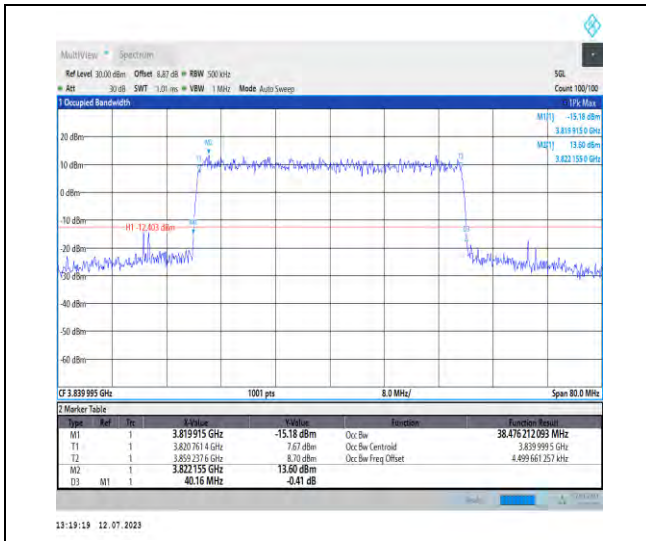 MultiView Spectrum
Ref Level 30.00 dBm Offset 8.87 dB RBW 500 kHz SGL
Att 30 dB SWT 1.01 ms VBW 1 MHz Mode Auto Sweep Count 100/100
1 Occupied Bandwidth 1Pk Max
M1[1] -15.18 dBm
3.819 915 0 GHz
M2[1] 13.60 dBm
3.822 155 0 GHz
20 dBm
M2
10 dBm
0 dBm
-10 dBm
H1 -12.403 dBm
-20 dBm
-30 dBm
-40 dBm
-50 dBm
-60 dBm
CF 3.839 995 GHz 1001 pts 8.0 MHz/ Span 80.0 MHz
2 Marker Table
Type Ref Trc X-Value Y-Value Function Function Result
M1 1 3.819 915 GHz -15.18 dBm Occ Bw 38.476 212 093 MHz
T1 1 3.820 761 4 GHz 7.67 dBm Occ Bw Centroid 3.839 999 5 GHz
T2 1 3.859 237 6 GHz 8.70 dBm Occ Bw Freq Offset 4.499 661 257 kHz
M2 1 3.822 155 GHz 13.60 dBm
D3 M1 1 40.16 MHz -0.41 dB
13:19:19 12.07.2023